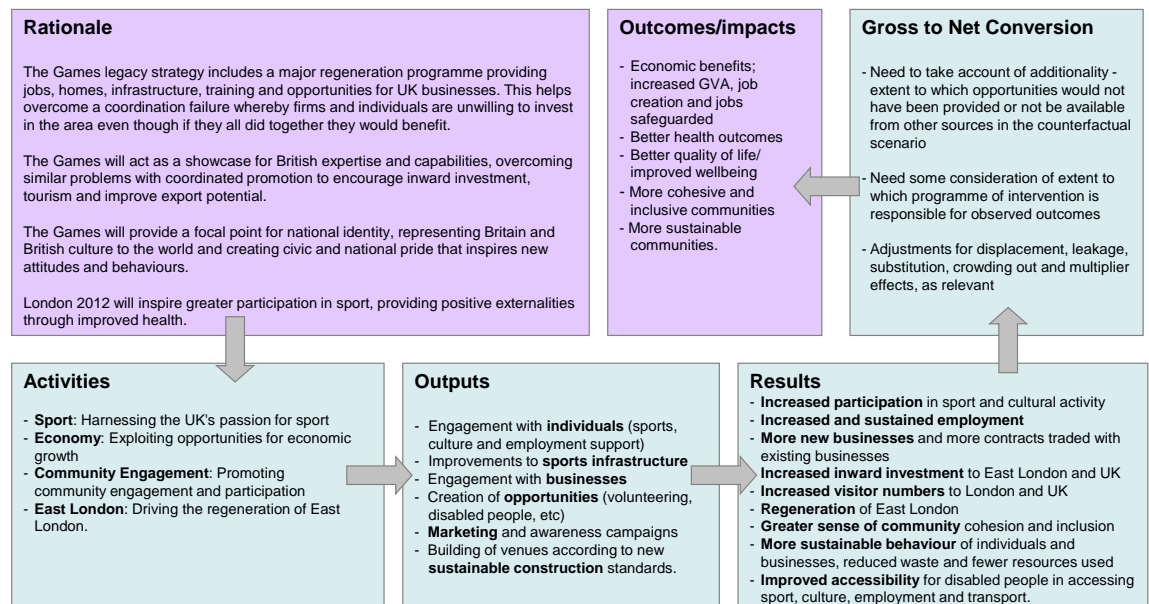 Rationale
The Games legacy strategy includes a major regeneration programme providing
jobs, homes, infrastructure, training and opportunities for UK businesses. This helps
overcome a coordination failure whereby firms and individuals are unwilling to invest
in the area even though if they all did together they would benefit.
The Games will act as a showcase for British expertise and capabilities, overcoming
similar problems with coordinated promotion to encourage inward investment,
tourism and improve export potential.
The Games will provide a focal point for national identity, representing Britain and
British culture to the world and creating civic and national pride that inspires new
attitudes and behaviours.
London 2012 will inspire greater participation in sport, providing positive externalities
through improved health.
Activities
- Sport: Harnessing the UK's passion for sport
- Economy: Exploiting opportunities for economic
growth
- Community Engagement: Promoting
community engagement and participation
- East London: Driving the regeneration of East
London.
Outputs
- Engagement with individuals (sports,
culture and employment support)
- Improvements to sports infrastructure
- Engagement with businesses
- Creation of opportunities (volunteering,
disabled people, etc)
- Marketing and awareness campaigns
- Building of venues according to new
sustainable construction standards.
Results
- Increased participation in sport and cultural activity
- Increased and sustained employment
- More new businesses and more contracts traded with
existing businesses
- Increased inward investment to East London and UK
- Increased visitor numbers to London and UK
- Regeneration of East London
- Greater sense of community cohesion and inclusion
- More sustainable behaviour of individuals and
businesses, reduced waste and fewer resources used
- Improved accessibility for disabled people in accessing
sport, culture, employment and transport.
Gross to Net Conversion
- Need to take account of additionality -
extent to which opportunities would not
have been provided or not be available
from other sources in the counterfactual
scenario
- Need some consideration of extent to
which programme of intervention is
responsible for observed outcomes
- Adjustments for displacement, leakage,
substitution, crowding out and multiplier
effects, as relevant
Outcomes/impacts
- Economic benefits;
increased GVA, job
creation and jobs
safeguarded
- Better health outcomes
- Better quality of life/
improved wellbeing
- More cohesive and
inclusive communities
- More sustainable
communities.